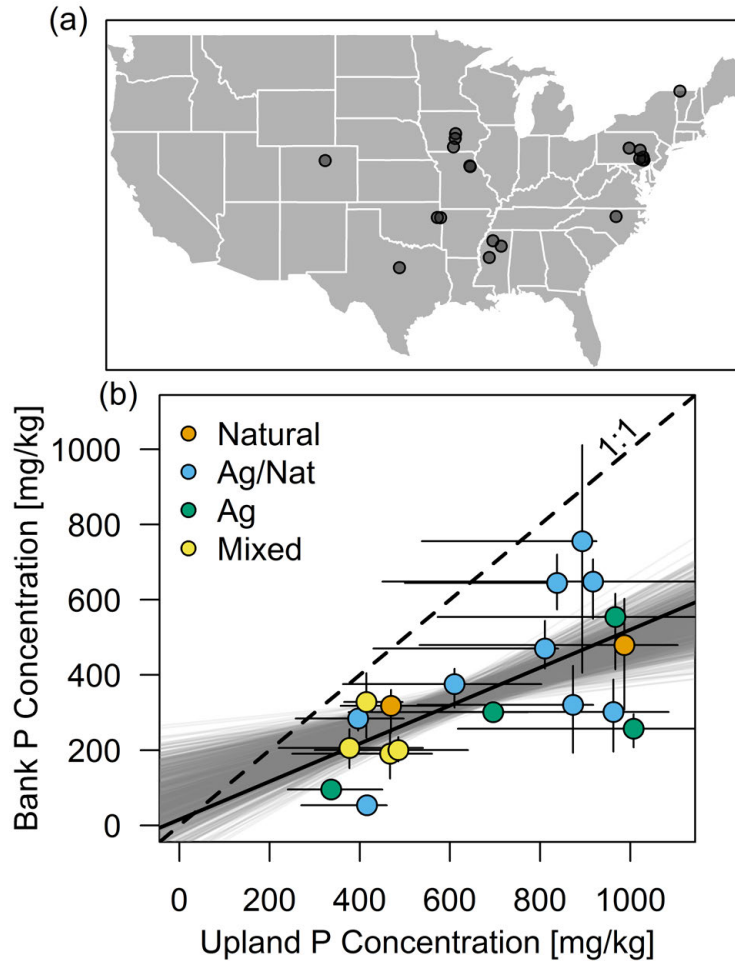 (a)
(b)
1000
800
600
400
200
0
Bank P Concentration [mg/kg]
Natural
Ag/Nat
Ag
Mixed
1:1
0 200 400 600 800 1000
Upland P Concentration [mg/kg]